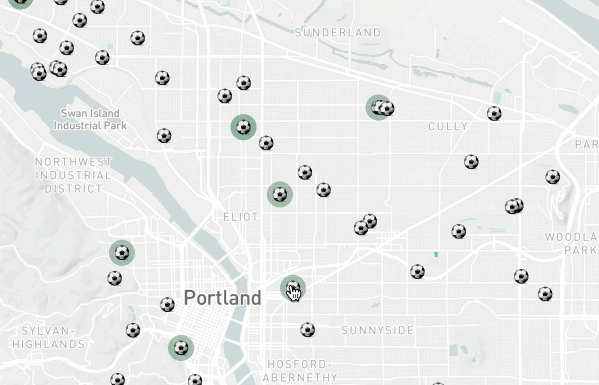 SUNDERLAND
Swan Island
Industrial Park
CULLY
PAR
NORTHWEST
INDUSTRIAL
DISTRICT
ELIOT
WOODLA
PARK
Portland
SYLVAN-
HIGHLANDS
SUNNYSIDE
HOSFORD-
ABERNETHY